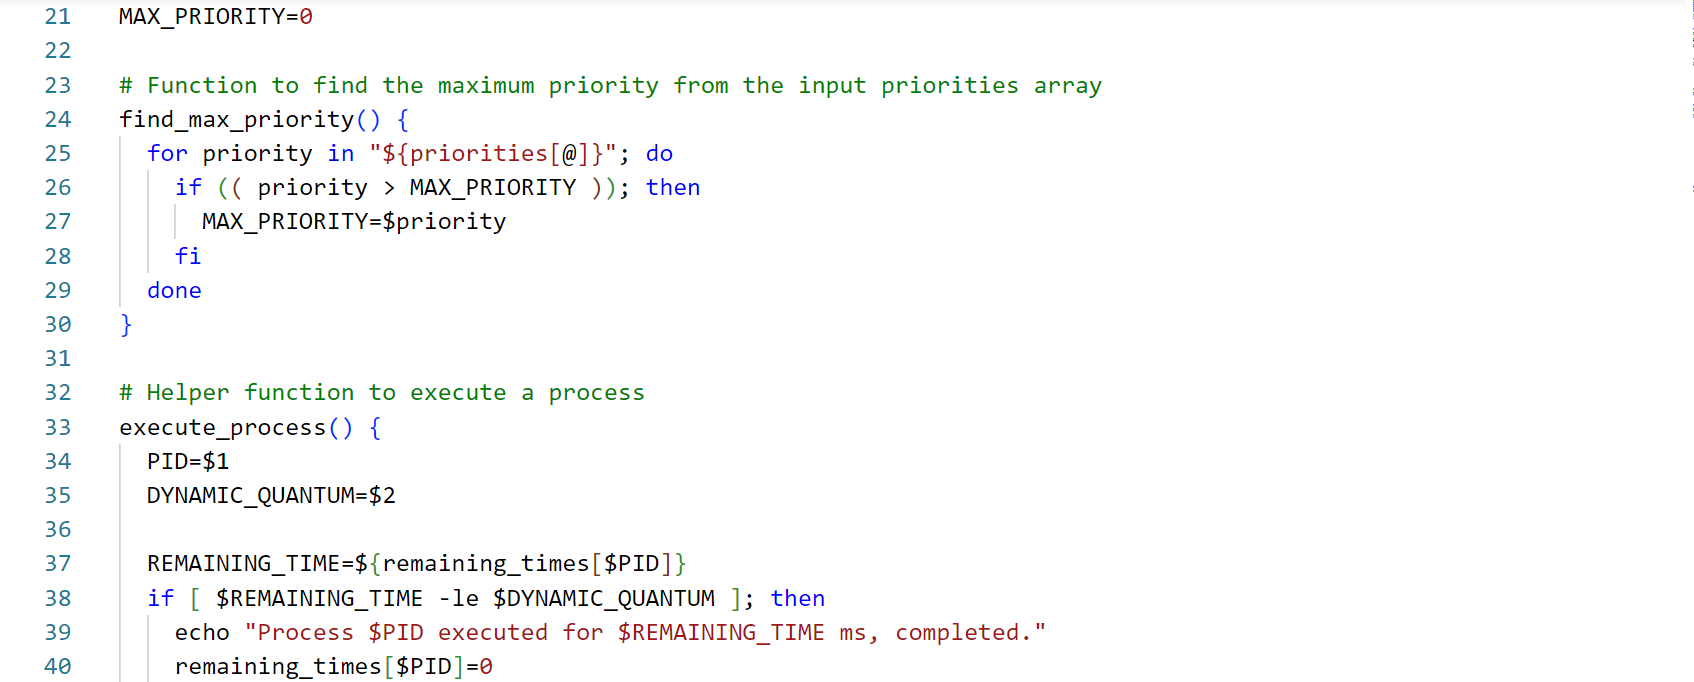 21 MAX_PRIORITY=0
22
23 # Function to find the maximum priority from the input priorities array
24 find_max_priority() {
25 for priority in "${priorities[@]}"; do
26 if (( priority > MAX_PRIORITY )); then
27 MAX_PRIORITY=$priority
28 fi
29 done
30 }
31
32 # Helper function to execute a process
33 execute_process() {
34 PID=$1
35 DYNAMIC_QUANTUM=$2
36
37 REMAINING_TIME=${remaining_times[$PID]}
38 if [ $REMAINING_TIME -le $DYNAMIC_QUANTUM ]; then
39 echo "Process $PID executed for $REMAINING_TIME ms, completed."
40 remaining_times[$PID]=0